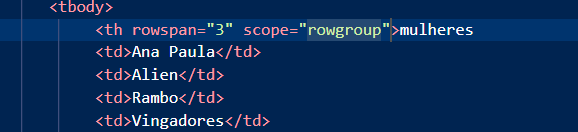 <tbody>
<th rowspan="3" scope="rowgroup">mulheres
<td>Ana Paula</td>
<td>Alien</td>
<td>Rambo</td>
<td>Vingadores</td>